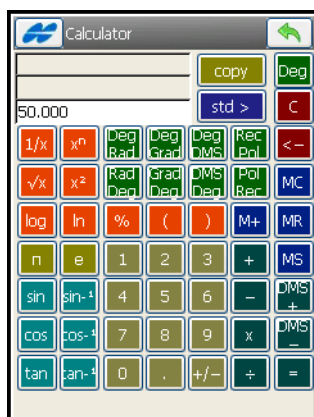 Calculator
copy Deg
50.000 std > C
1/x xⁿ Deg Rad Deg Grad Deg DMS Rec Pol <-
√x x² Rad Deg Grad Deg DMS Deg Pol Rec MC
log ln % ( ) M+ MR
π e 1 2 3 + MS
sin sin-¹ 4 5 6 - DMS +
cos cos-¹ 7 8 9 x DMS -
tan tan-¹ 0 . +/- ÷ =